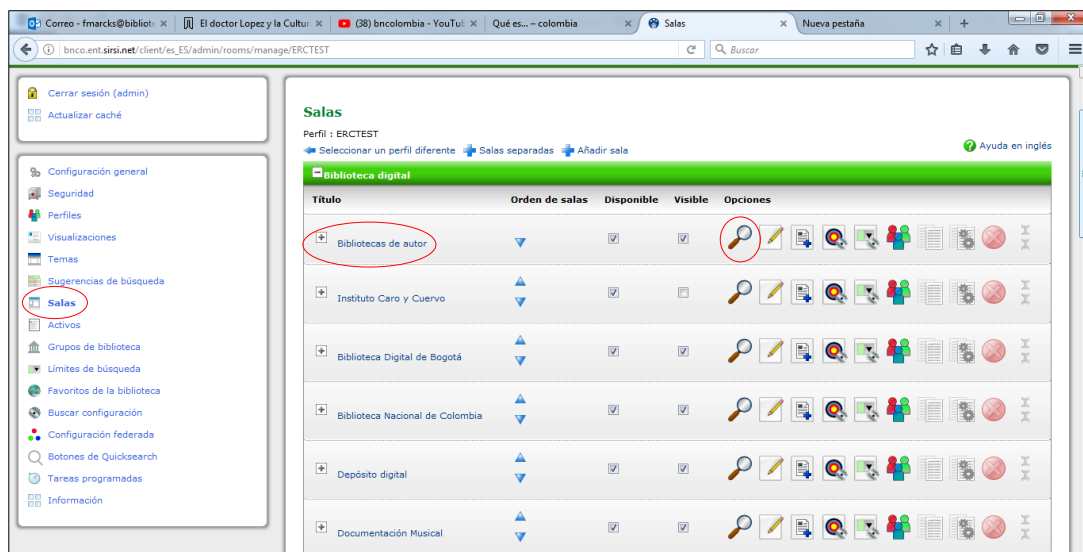 Correo - fmarcks@bibliote
El doctor Lopez y la Cultur
(38) bncolombia - YouTul
Qué es... – colombia
Salas
Nueva pestaña
bnco.ent.sirsi.net/client/es_ES/admin/rooms/manage/ERCTEST
Buscar
Cerrar sesión (admin)
Actualizar caché
Configuración general
Seguridad
Perfiles
Visualizaciones
Temas
Sugerencias de búsqueda
Salas
Activos
Grupos de biblioteca
Límites de búsqueda
Favoritos de la biblioteca
Buscar configuración
Configuración federada
Botones de Quicksearch
Tareas programadas
Información
Salas
Perfil : ERCTEST
Seleccionar un perfil diferente Salas separadas Añadir sala
Ayuda en inglés
Biblioteca digital
Título Orden de salas Disponible Visible Opciones
Bibliotecas de autor
Instituto Caro y Cuervo
Biblioteca Digital de Bogotá
Biblioteca Nacional de Colombia
Depósito digital
Documentación Musical